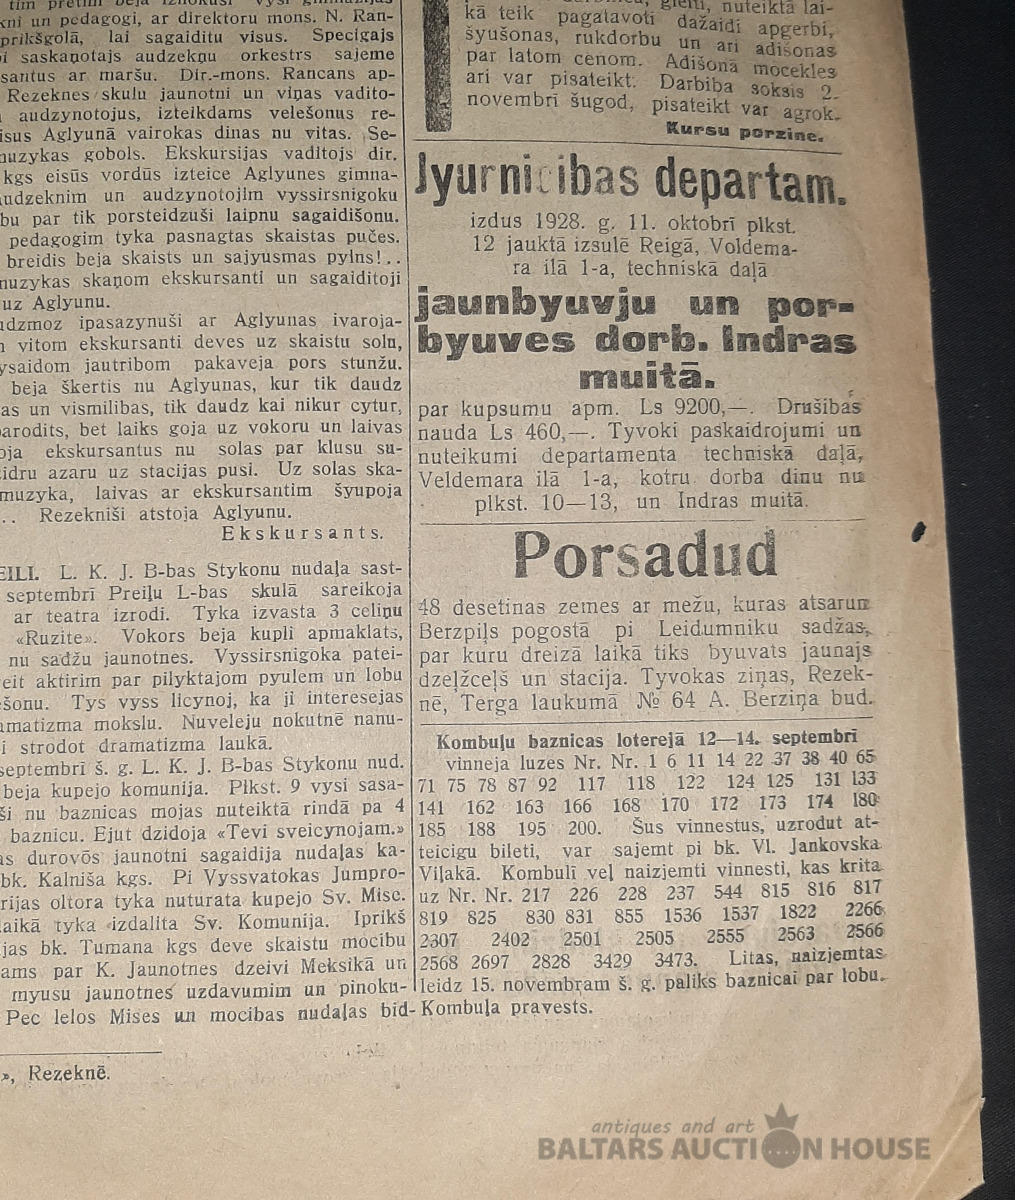 kni un pedagogi, ar direktoru mons. N. Ran-
prikšgolā, lai sagaiditu visus. Specigajs
saskaņotajs audzekņu orkestrs sajeme
santus ar maršu. Dir.-mons. Rancans ap-
Rezeknes skulu jaunotni un viņas vadito-
audzynotojus, izteikdams velešonus re-
isus Aglyunā vairokas dinas nu vitas. Se-
muzykas gobols. Ekskursijas vaditojs dir.
kgs eisūs vordūs izteice Aglyunes gimna-
audzeknim un audzynotojim vyssirsnigoku
bu par tik porsteidzuši laipnu sagaidišonu.
pedagogim tyka pasnagtas skaistas pučes.
breidis beja skaists un sajyusmas pylns!..
muzykas skaņom ekskursanti un sagaiditoji
uz Aglyunu.
udzmoz ipasazynuši ar Aglyunas ivaroja-
vitom ekskursanti deves uz skaistu solu,
ysaidom jautribom pakaveja pors stunžu.
beja škertis nu Aglyunas, kur tik daudz
as un vismilibas, tik daudz kai nikur cytur,
parodits, bet laiks goja uz vokoru un laivas
oja ekskursantus nu solas par klusu su-
idru azaru uz stacijas pusi. Uz solas ska-
muzyka, laivas ar ekskursantim šyupoja
.. Rezekniši atstoja Aglyunu.
Ekskursants.
EILI. L. K. J. B-bas Stykonu nudaļa sast-
septembrī Preiļu L-bas skulā sareikoja
ar teatra izrodi. Tyka izvasta 3 celiņu
«Ruzite». Vokors beja kupli apmaklats,
nu sadžu jaunotnes. Vyssirsnigoka patei-
eit aktirim par pilyktajom pyulem un lobu
ešonu. Tys vyss licynoj, ka ji interesejas
amatizma mokslu. Nuveleju nokutnē nanu-
i strodot dramatizma laukā.
septembrī š. g. L. K. J. B-bas Stykonu nud.
beja kupejo komunija. Plkst. 9 vysi sasa-
ši nu baznicas mojas nuteiktā rindā pa 4
baznicu. Ejut dzidoja «Tevi sveicynojam.»
as durovōs jaunotni sagaidija nudaļas ka-
bk. Kalniša kgs. Pi Vyssvatokas Jumpro-
rijas oltora tyka nuturata kupejo Sv. Misc.
laikā tyka izdalita Sv. Komunija. Iprikš
ijas bk. Tumana kgs deve skaistu mocibu
ams par K. Jaunotnes dzeivi Meksikā un
myusu jaunotnes uzdavumim un pinoku-
Pec lelos Mises un mocibas nudaļas bid-
», Rezeknē.
kā teik pagatavoti dažaidi apgerbi,
šyušonas, rukdorbu un ari adišonas
par latom cenom. Adišonā mocekles
ari var pisateikt. Darbiba soksis 2.
novembrī šugod, pisateikt var agrok.
Kursu porzine.
Jyurnicibas departam.
izdus 1928. g. 11. oktobrī plkst.
12 jauktā izsulē Reigā, Voldema-
ra ilā 1-a, techniskā daļā
jaunbyuvju un por-
byuves dorb. Indras
muitā.
par kupsumu apm. Ls 9200,—. Drušibas
nauda Ls 460,—. Tyvoki paskaidrojumi un
nuteikumi departamenta techniskā daļā,
Veldemara ilā 1-a, kotru dorba dinu nu
plkst. 10—13, un Indras muitā.
Porsadud
48 desetinas zemes ar mežu, kuras atsarun
Berzpiļs pogostā pi Leidumniku sadžas,
par kuru dreizā laikā tiks byuvats jaunajs
dzeļžceļš un stacija. Tyvokas ziņas, Rezek-
nē, Terga laukumā № 64 A. Berziņa bud.
Kombuļu baznicas loterejā 12—14. septembrī
vinneja luzes Nr. Nr. 1 6 11 14 22 37 38 40 65
71 75 78 87 92 117 118 122 124 125 131 133
141 162 163 166 168 170 172 173 174 180
185 188 195 200. Šus vinnestus, uzrodut at-
teicigu bileti, var sajemt pi bk. Vl. Jankovska
Viļakā. Kombulī veļ naizjemti vinnesti, kas krita
uz Nr. Nr. 217 226 228 237 544 815 816 817
819 825 830 831 855 1536 1537 1822 2266
2307 2402 2501 2505 2555 2563 2566
2568 2697 2828 3429 3473. Litas, naizjemtas
leidz 15. novembram š. g. paliks baznicai par lobu.
Kombuļa pravests.
antiques and art
BALTARS AUCTION HOUSE